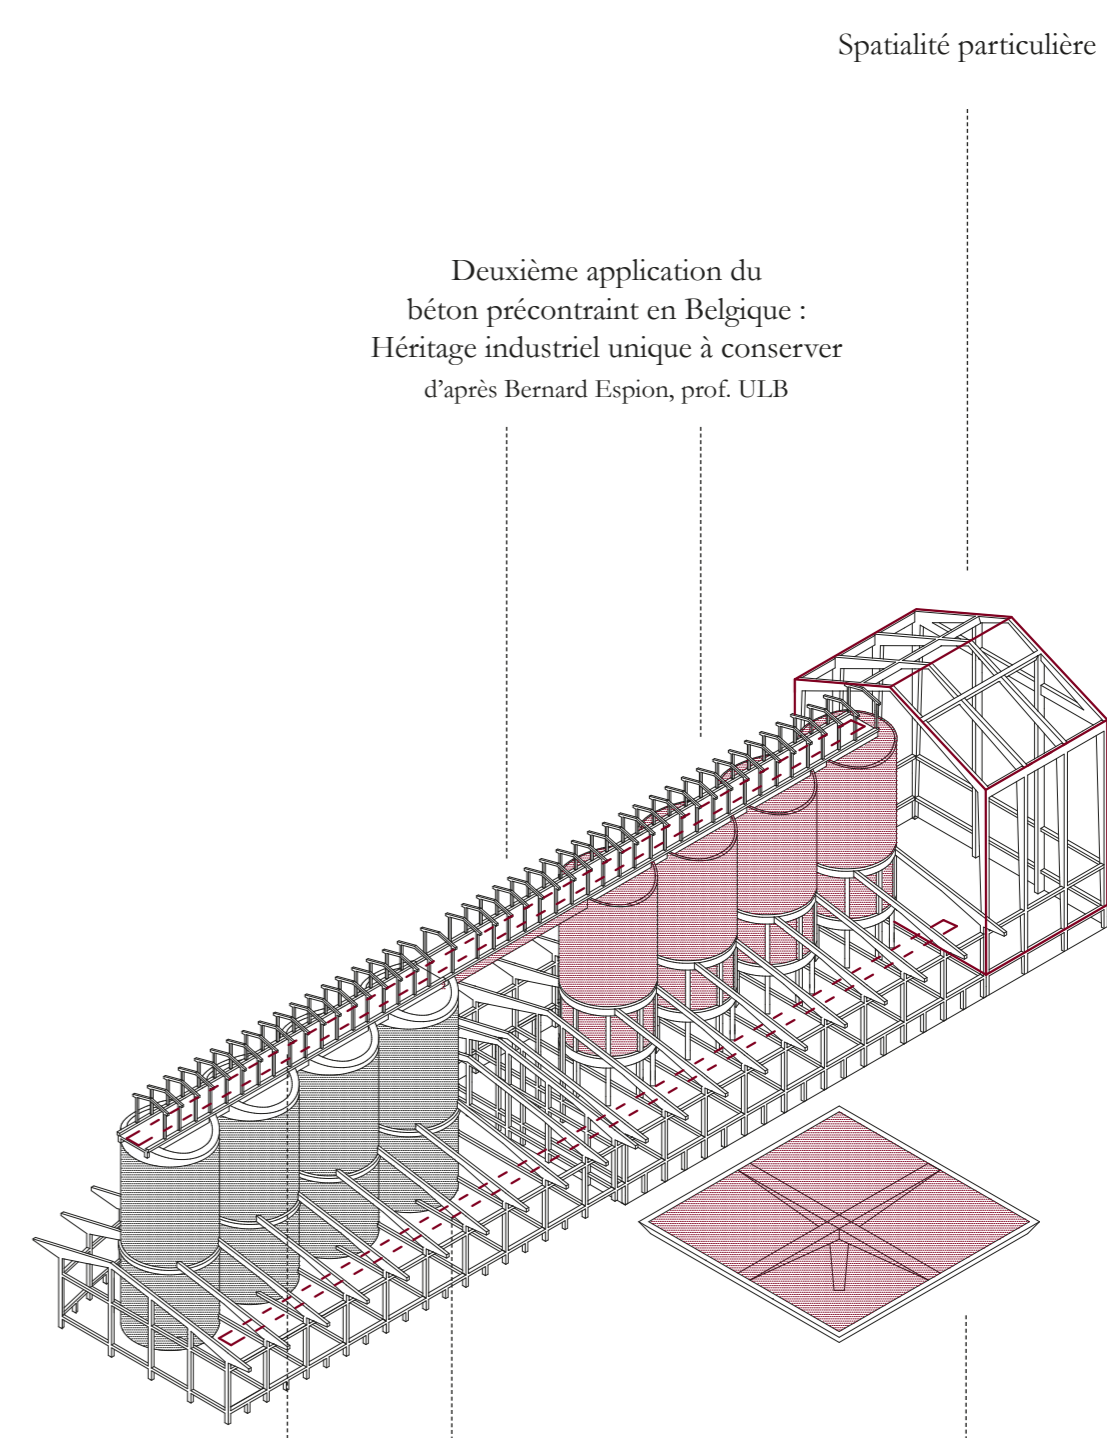 Spatialité particulière
Deuxième application du
béton précontraint en Belgique :
Héritage industriel unique à conserver
d'après Bernard Espion, prof. ULB